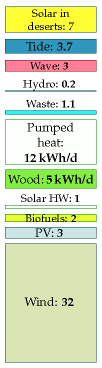 Solar in
deserts: 7
Tide: 3.7
Wave: 3
Hydro: 0.2
Waste: 1.1
Pumped
heat:
12 kWh/d
Wood: 5 kWh/d
Solar HW: 1
Biofuels: 2
PV: 3
Wind: 32